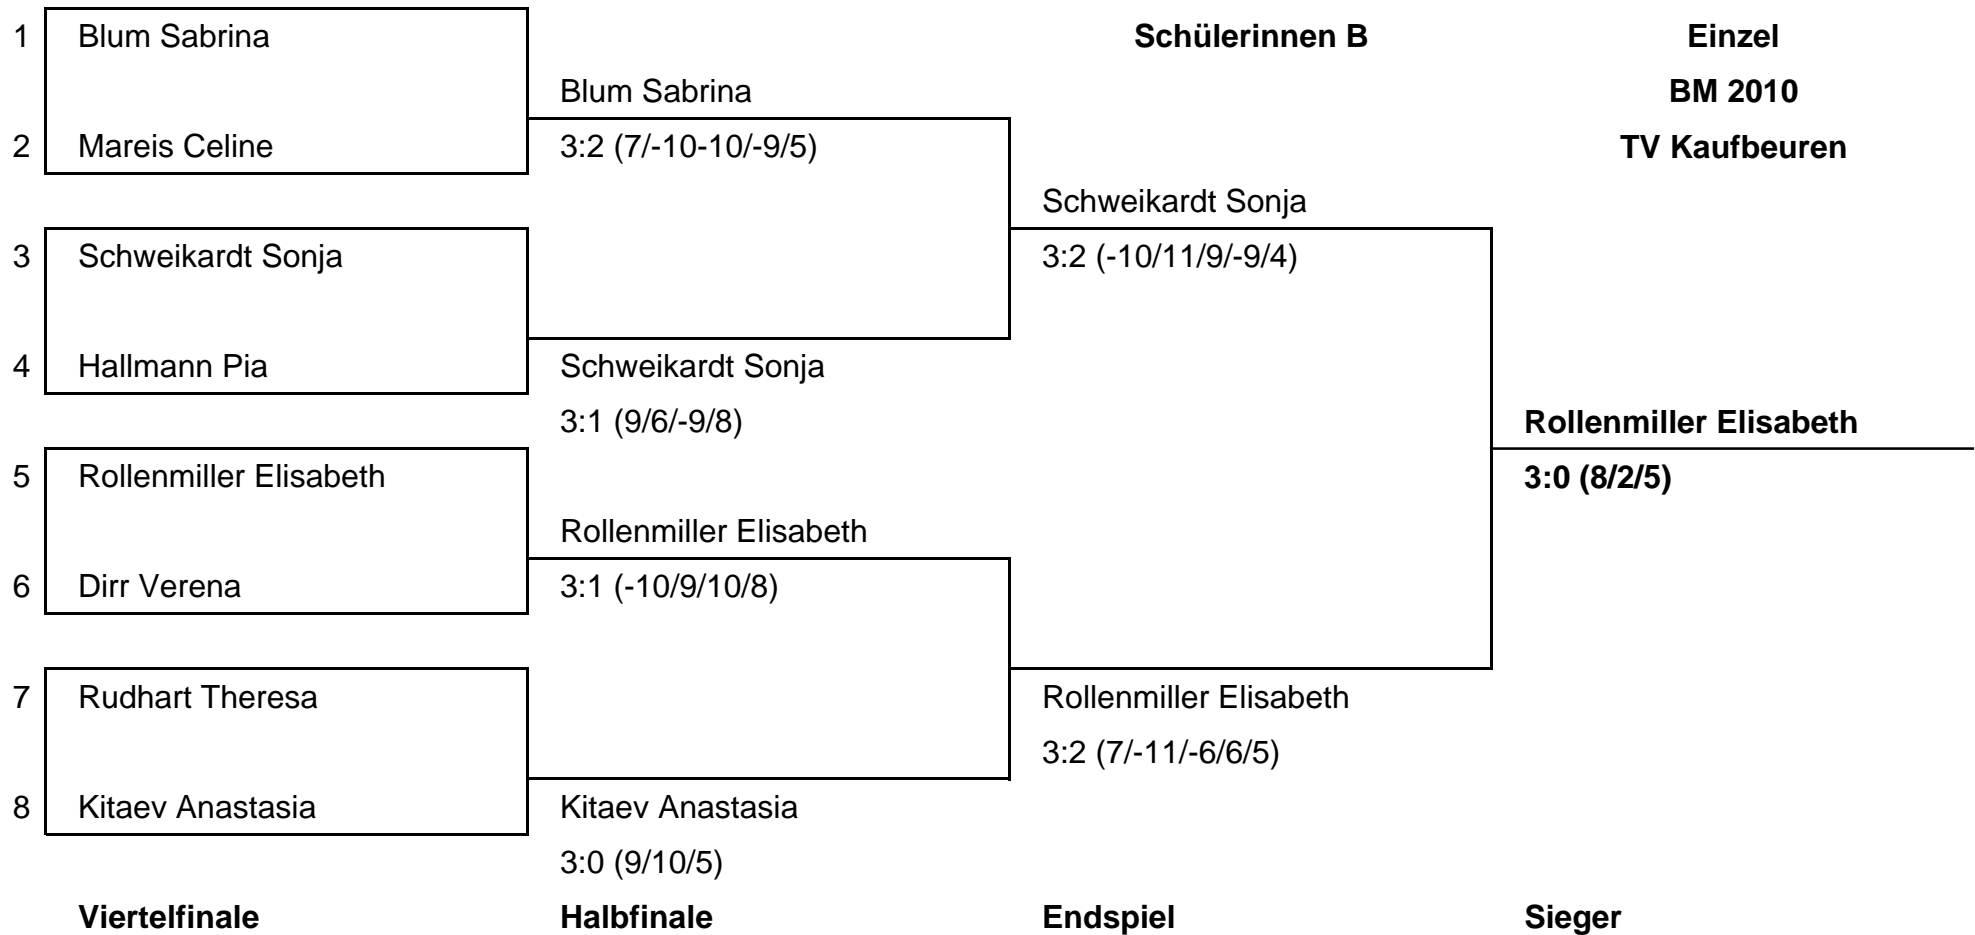 1 Blum Sabrina Schülerinnen B Einzel
Blum Sabrina BM 2010
2 Mareis Celine 3:2 (7/-10-10/-9/5) TV Kaufbeuren
Schweikardt Sonja
3 Schweikardt Sonja 3:2 (-10/11/9/-9/4)
4 Hallmann Pia Schweikardt Sonja
3:1 (9/6/-9/8) Rollenmiller Elisabeth
5 Rollenmiller Elisabeth 3:0 (8/2/5)
Rollenmiller Elisabeth
6 Dirr Verena 3:1 (-10/9/10/8)
7 Rudhart Theresa Rollenmiller Elisabeth
3:2 (7/-11/-6/6/5)
8 Kitaev Anastasia Kitaev Anastasia
3:0 (9/10/5)
Viertelfinale Halbfinale Endspiel Sieger